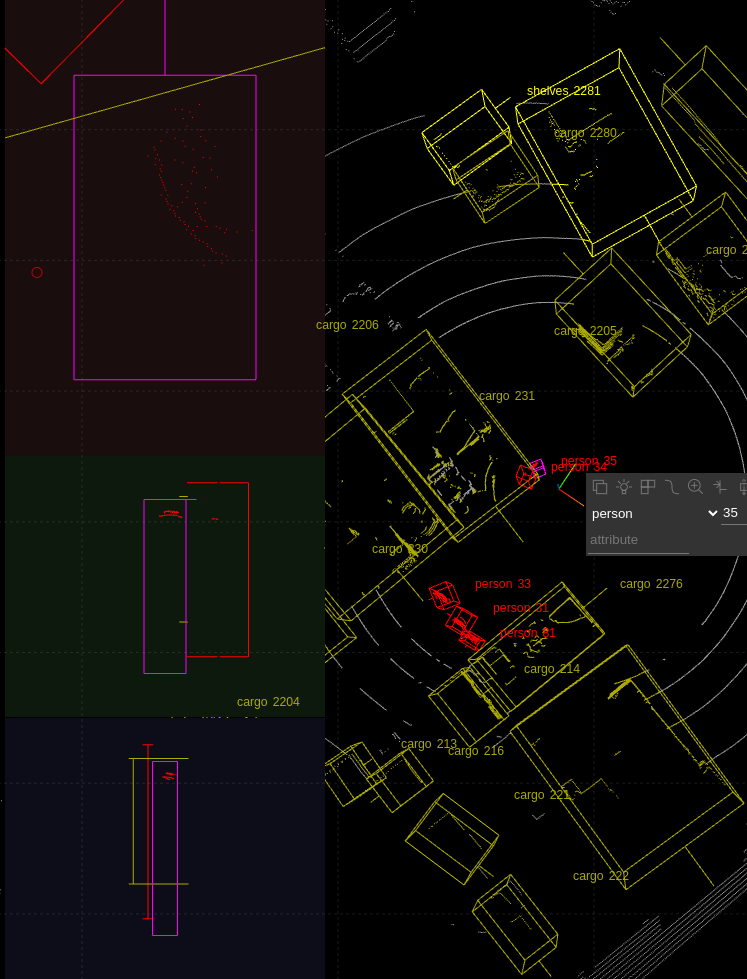 shelves 2281
cargo 2280
cargo 2
cargo 2206
cargo 2205
cargo 231
person 35
person 34
person
35
attribute
cargo 230
person 33
cargo 2276
person 31
person 81
cargo 214
cargo 2204
cargo 213
cargo 216
cargo 221
cargo 222